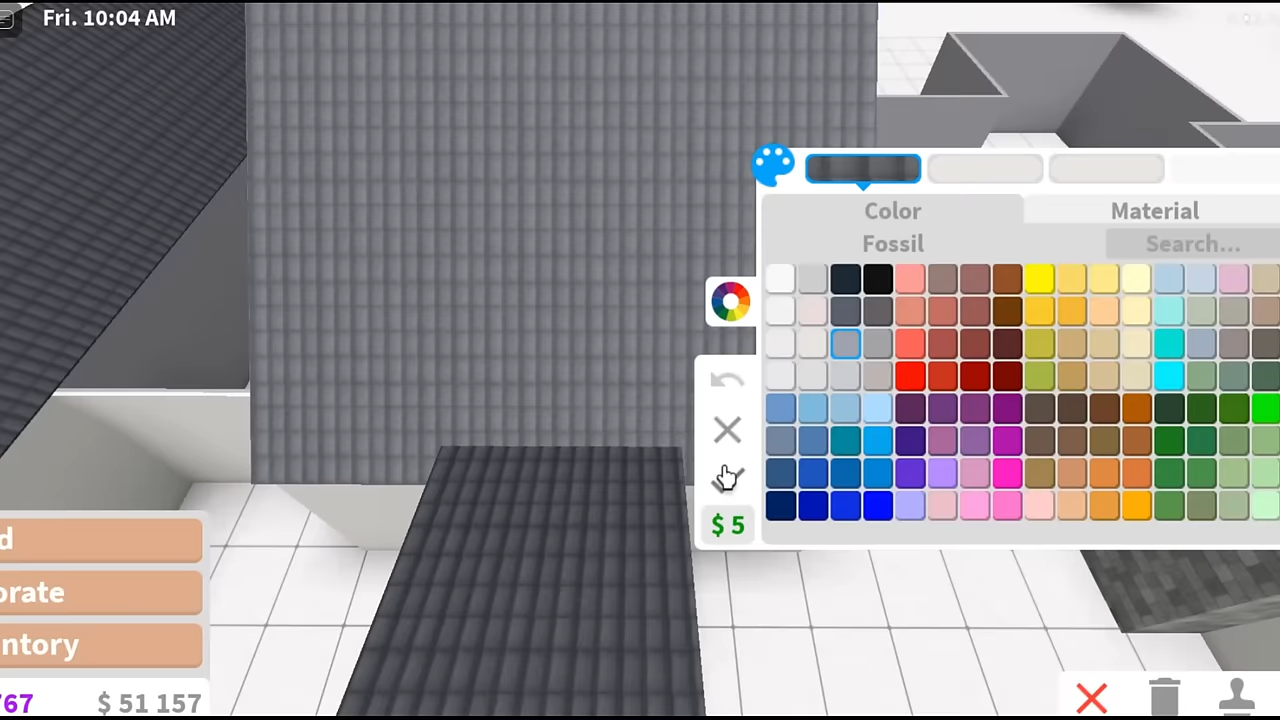 Fri. 10:04 AM
Color
Material
Fossil
Search...
$ 5
d
orate
ntory
767
$ 51 157